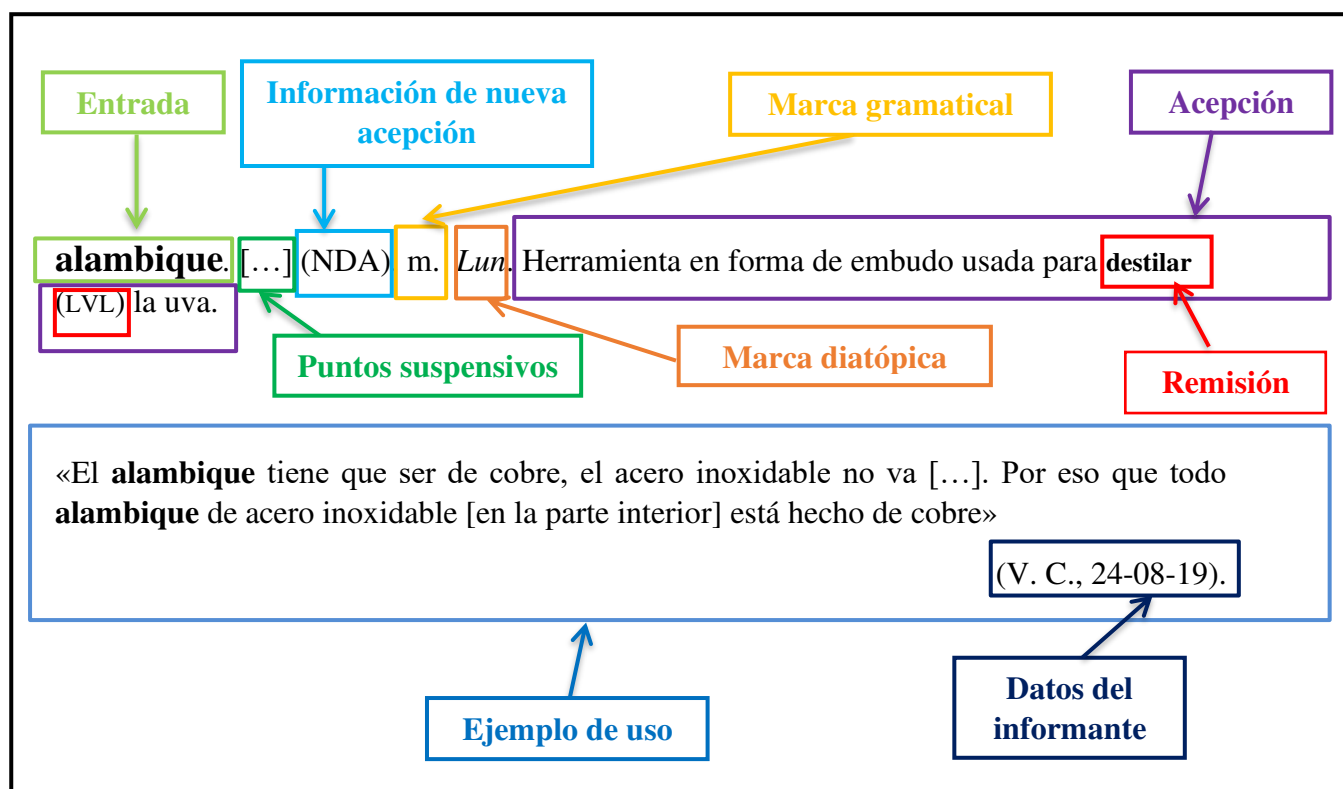 Entrada
Información de nueva
acepción
Marca gramatical
Acepción
alambique. […] (NDA) m. Lun. Herramienta en forma de embudo usada para destilar
(LVL) la uva.
Puntos suspensivos
Marca diatópica
Remisión
«El alambique tiene que ser de cobre, el acero inoxidable no va […]. Por eso que todo
alambique de acero inoxidable [en la parte interior] está hecho de cobre»
(V. C., 24-08-19).
Ejemplo de uso
Datos del
informante